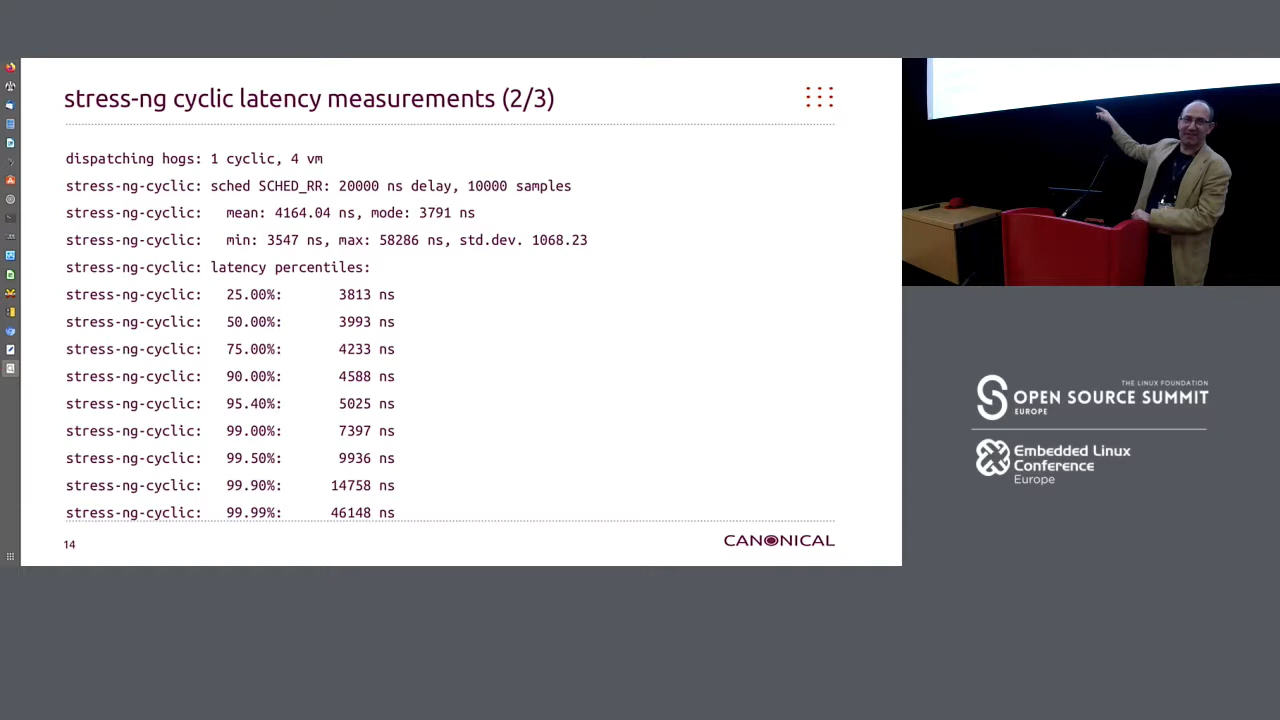 stress-ng cyclic latency measurements (2/3)
dispatching hogs: 1 cyclic, 4 vm
stress-ng-cyclic: sched SCHED_RR: 20000 ns delay, 10000 samples
stress-ng-cyclic:   mean: 4164.04 ns, mode: 3791 ns
stress-ng-cyclic:   min: 3547 ns, max: 58286 ns, std.dev. 1068.23
stress-ng-cyclic: latency percentiles:
stress-ng-cyclic:   25.00%:       3813 ns
stress-ng-cyclic:   50.00%:       3993 ns
stress-ng-cyclic:   75.00%:       4233 ns
stress-ng-cyclic:   90.00%:       4588 ns
stress-ng-cyclic:   95.40%:       5025 ns
stress-ng-cyclic:   99.00%:       7397 ns
stress-ng-cyclic:   99.50%:       9936 ns
stress-ng-cyclic:   99.90%:      14758 ns
stress-ng-cyclic:   99.99%:      46148 ns
14
CANONICAL
THE LINUX FOUNDATION
OPEN SOURCE SUMMIT
EUROPE
Embedded Linux
Conference
Europe